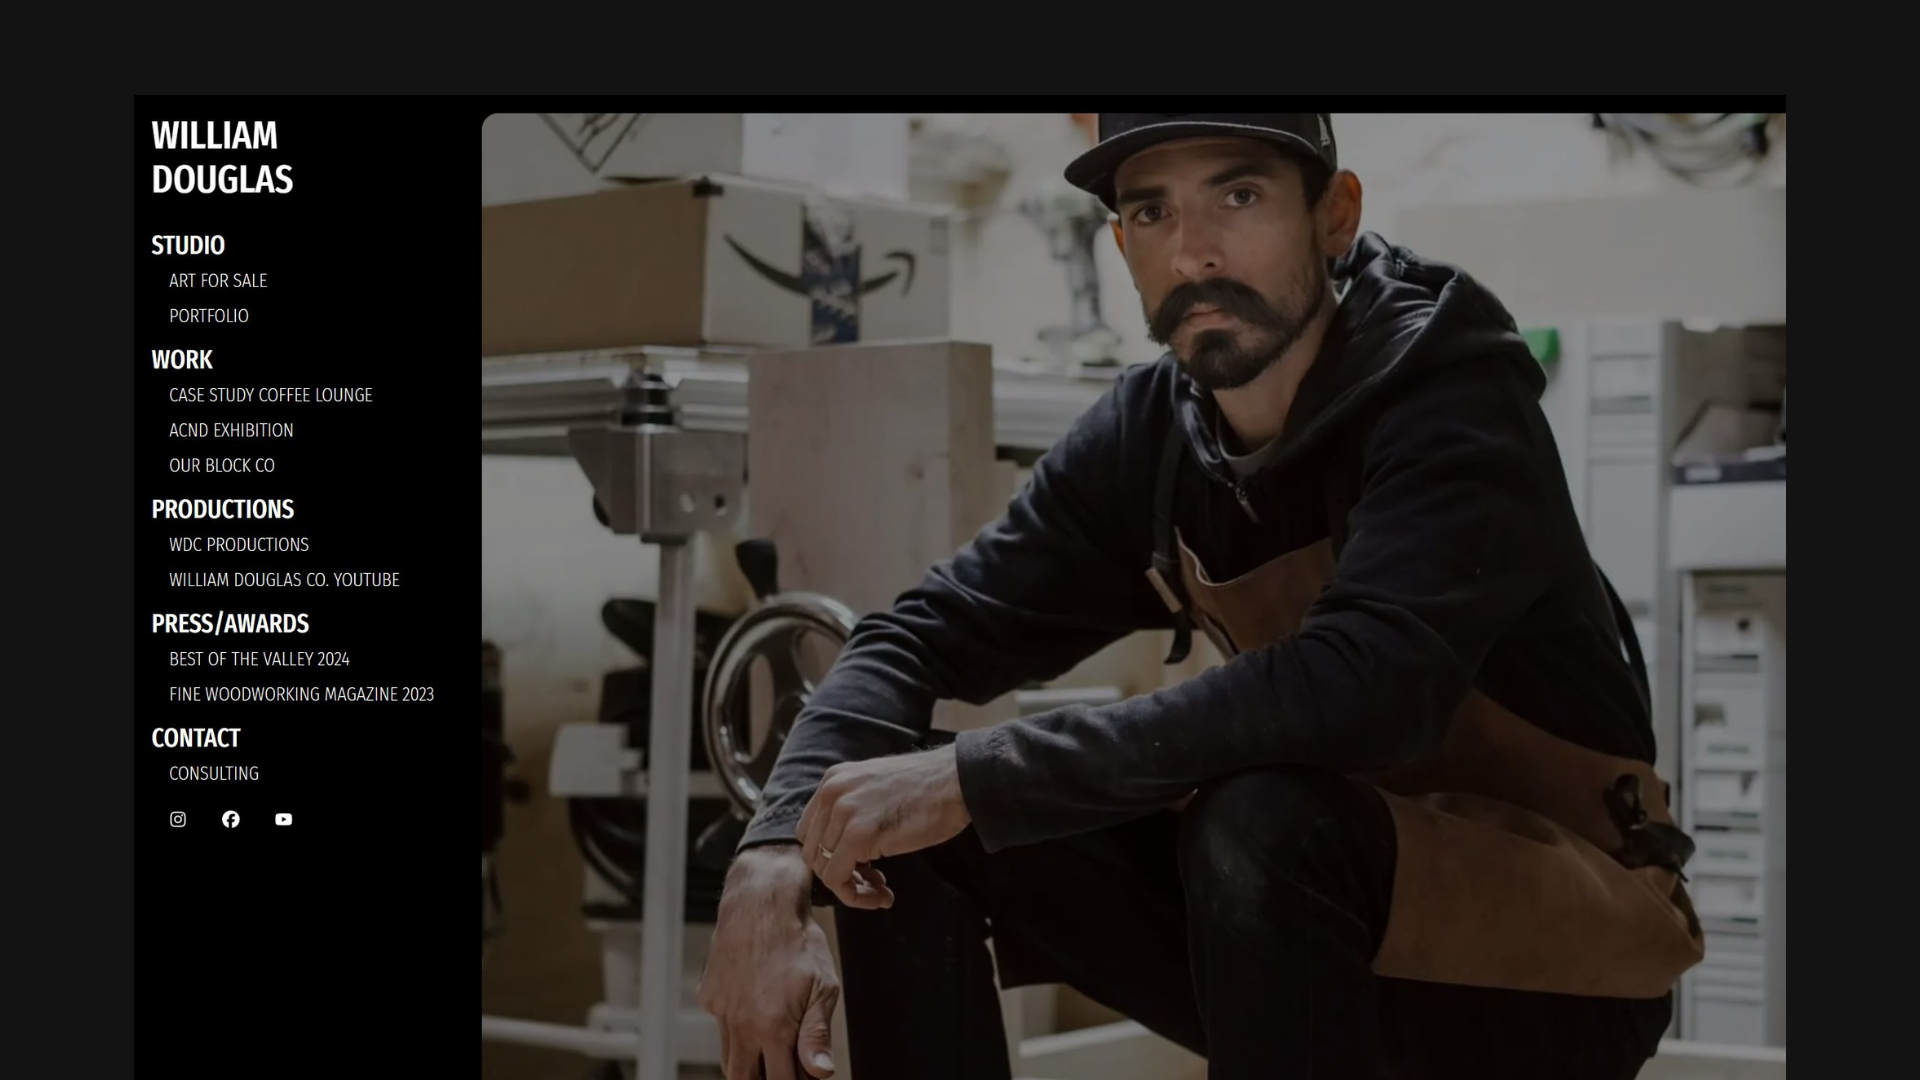 WILLIAM
DOUGLAS
STUDIO
ART FOR SALE
PORTFOLIO
WORK
CASE STUDY COFFEE LOUNGE
ACND EXHIBITION
OUR BLOCK CO
PRODUCTIONS
WDC PRODUCTIONS
WILLIAM DOUGLAS CO. YOUTUBE
PRESS/AWARDS
BEST OF THE VALLEY 2024
FINE WOODWORKING MAGAZINE 2023
CONTACT
CONSULTING